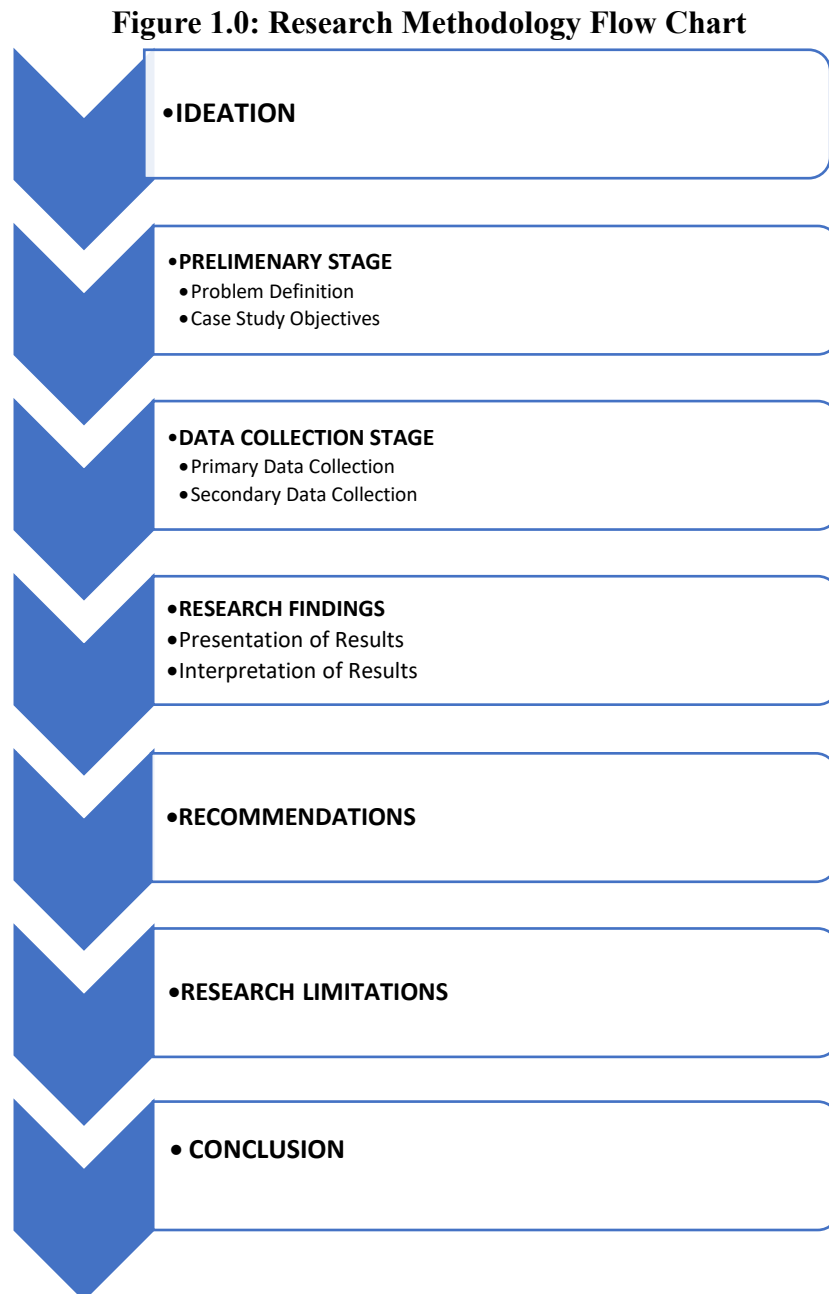 Figure 1.0: Research Methodology Flow Chart
•IDEATION
•PRELIMENARY STAGE
•Problem Definition
•Case Study Objectives
•DATA COLLECTION STAGE
•Primary Data Collection
•Secondary Data Collection
•RESEARCH FINDINGS
•Presentation of Results
•Interpretation of Results
•RECOMMENDATIONS
•RESEARCH LIMITATIONS
• CONCLUSION